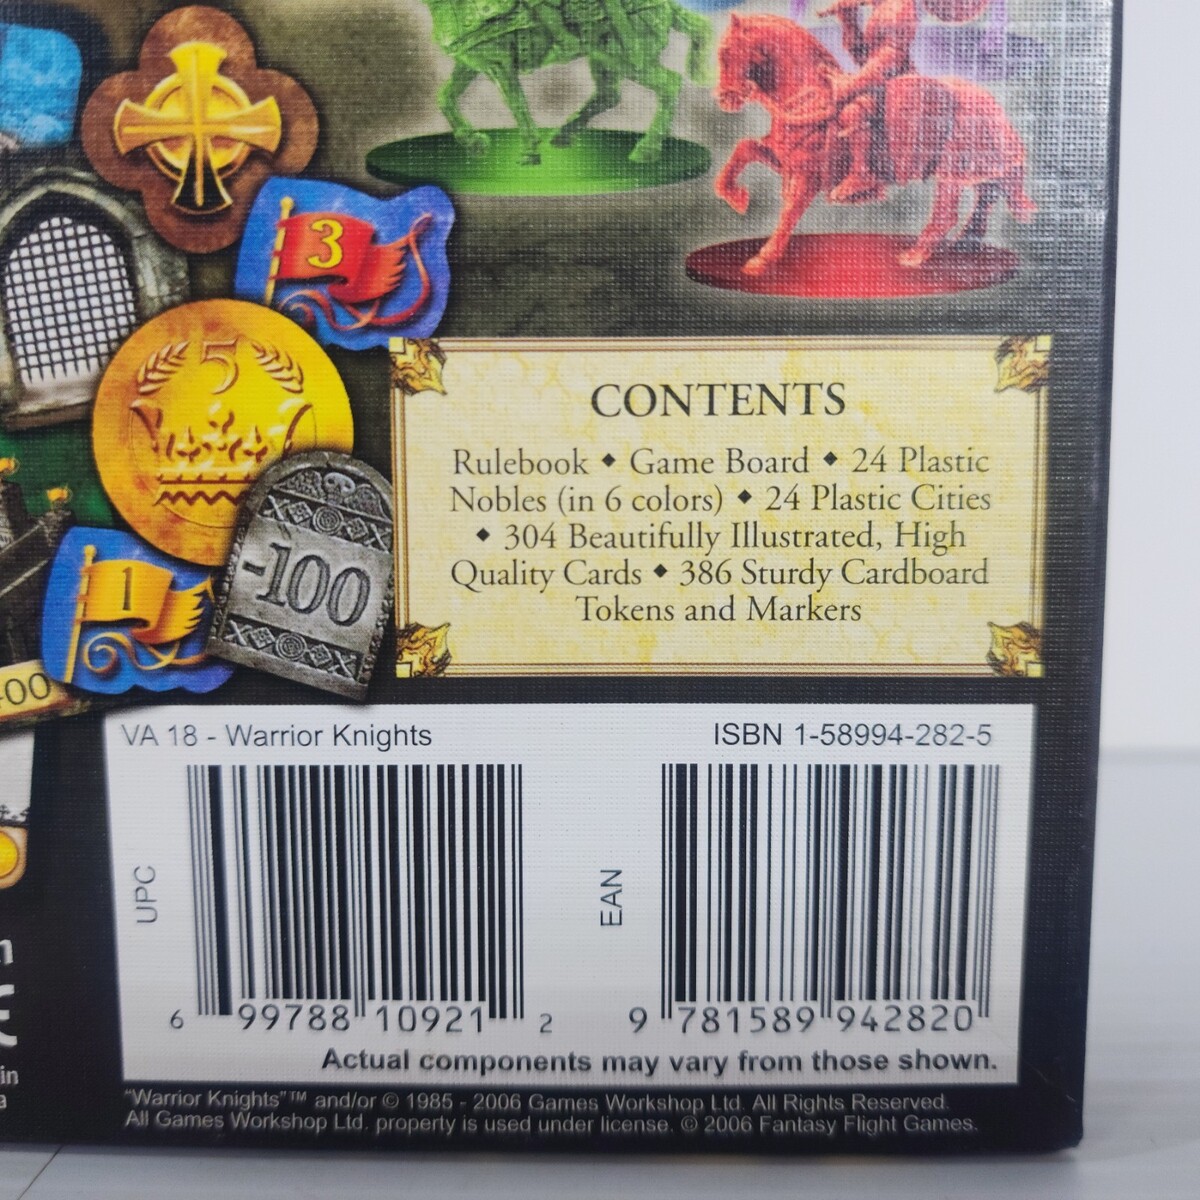 3
5
-100
1
00
CONTENTS
Rulebook ◆ Game Board ◆ 24 Plastic
Nobles (in 6 colors) ◆ 24 Plastic Cities
◆ 304 Beautifully Illustrated, High
Quality Cards ◆ 386 Sturdy Cardboard
Tokens and Markers
VA 18 - Warrior Knights
ISBN 1-58994-282-5
UPC
EAN
6 99788 10921 2
9 781589 942820
Actual components may vary from those shown.
in
a
"Warrior Knights"™ and/or © 1985 - 2006 Games Workshop Ltd. All Rights Reserved.
All Games Workshop Ltd. property is used under license. © 2006 Fantasy Flight Games.